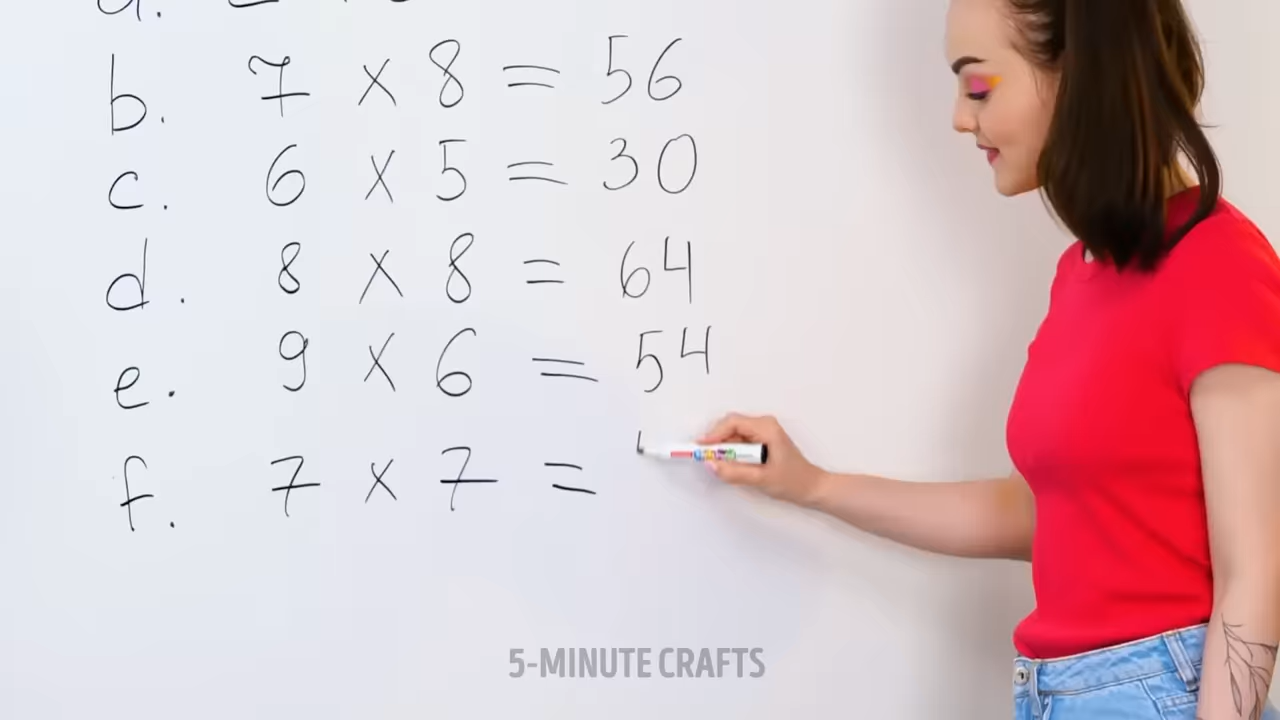 b. 7 × 8 = 56
c. 6 × 5 = 30
d. 8 × 8 = 64
e. 9 × 6 = 54
f. 7 × 7 =
5-MINUTE CRAFTS